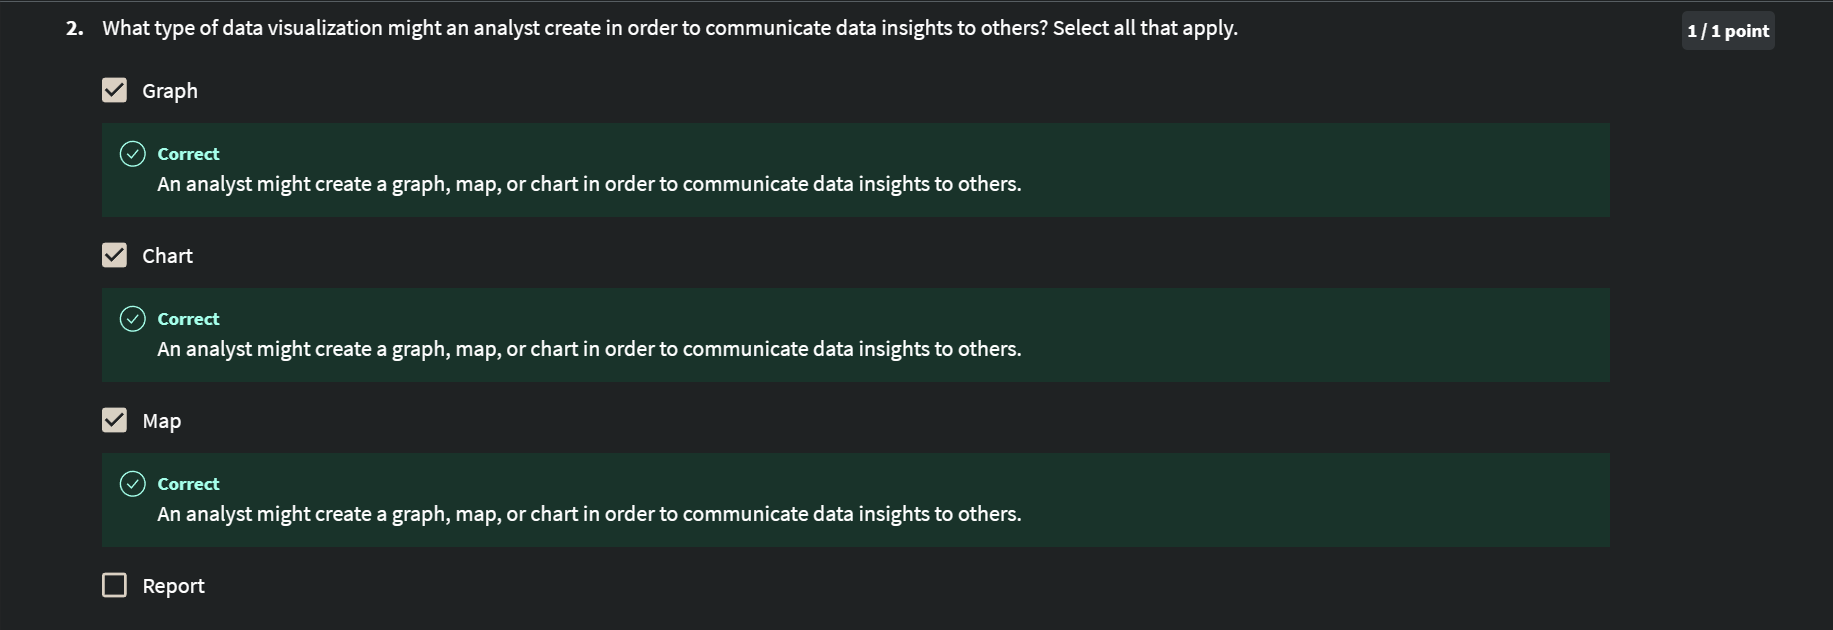 2. What type of data visualization might an analyst create in order to communicate data insights to others? Select all that apply.
1 / 1 point
Graph
Correct
An analyst might create a graph, map, or chart in order to communicate data insights to others.
Chart
Correct
An analyst might create a graph, map, or chart in order to communicate data insights to others.
Map
Correct
An analyst might create a graph, map, or chart in order to communicate data insights to others.
Report